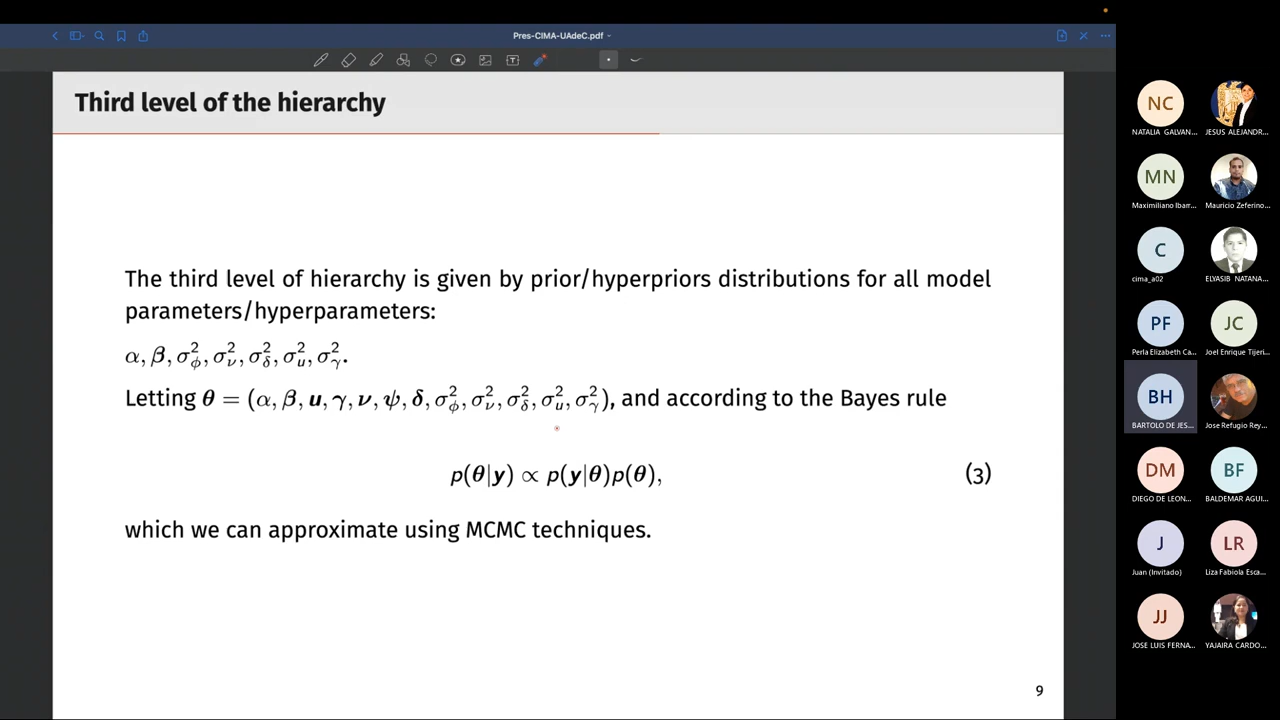 Pres-CIMA-UAdeC.pdf
Third level of the hierarchy
The third level of hierarchy is given by prior/hyperpriors distributions for all model
parameters/hyperparameters:
α, β, σ²_ϕ, σ²_ν, σ²_δ, σ²_u, σ²_γ.
Letting θ = (α, β, u, γ, ν, ψ, δ, σ²_ϕ, σ²_ν, σ²_δ, σ²_u, σ²_γ), and according to the Bayes rule
p(θ|y) ∝ p(y|θ)p(θ), (3)
which we can approximate using MCMC techniques.
9
NC
NATALIA GALVAN... JESUS ALEJANDR...
MN
Maximiliano Ibarr... Mauricio Zeferino...
C
cima_a02 ELYASIB NATANA...
PF JC
Perla Elizabeth Ca... Joel Enrique Tijeri...
BH
BARTOLO DE JES... Jose Refugio Rey...
DM BF
DIEGO DE LEON... BALDEMAR AGUI...
J LR
Juan (Invitado) Liza Fabiola Esca...
JJ
JOSE LUIS FERNA... YAJAIRA CARDO...